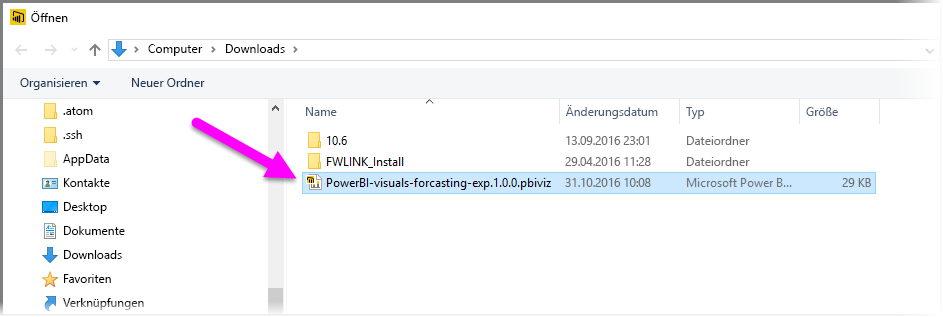 Öffnen
Computer > Downloads >
Organisieren Neuer Ordner
Name Änderungsdatum Typ Größe
.atom
.ssh
AppData
Kontakte
Desktop
Dokumente
Downloads
Favoriten
Verknüpfungen
10.6 13.09.2016 23:01 Dateiordner
FWLINK_Install 29.04.2016 11:28 Dateiordner
PowerBI-visuals-forcasting-exp.1.0.0.pbiviz 31.10.2016 10:08 Microsoft Power B... 29 KB